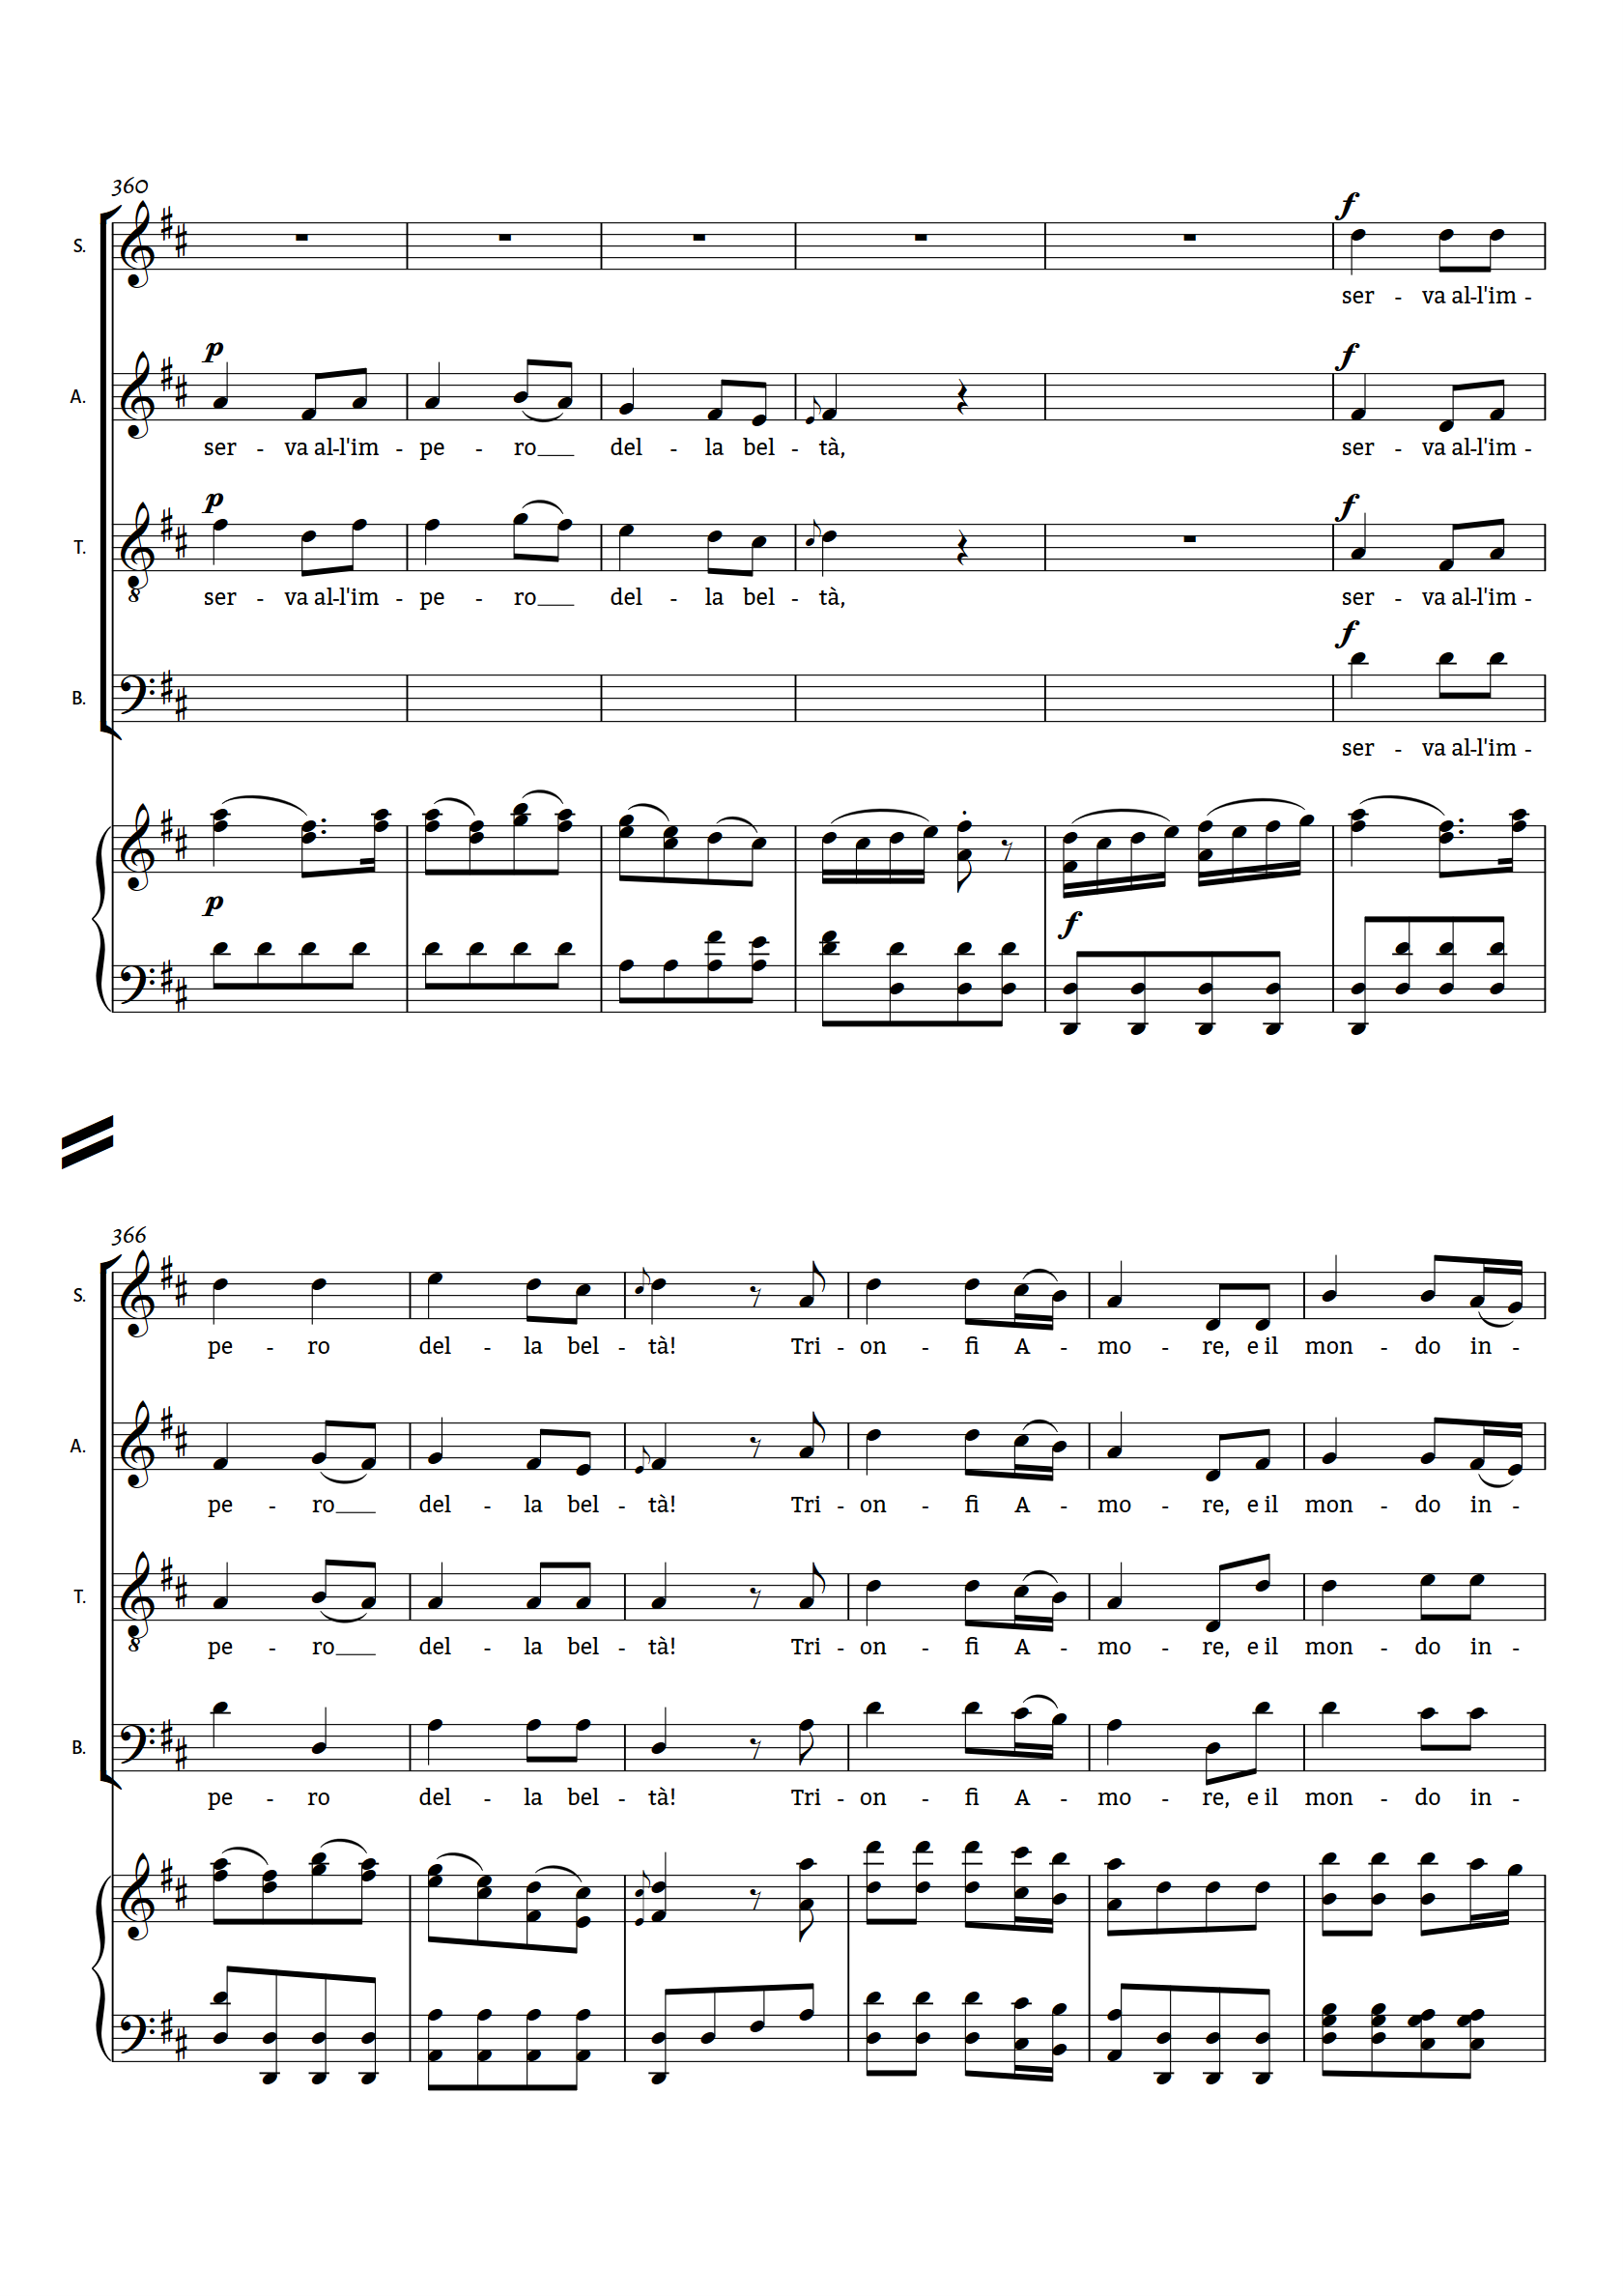 360
f
S.
ser - va al-l'im -
p f
A.
ser - va al-l'im - pe - ro___ del - la bel - tà, ser - va al-l'im -
p f
T.
8
ser - va al-l'im - pe - ro___ del - la bel - tà, ser - va al-l'im -
f
B.
ser - va al-l'im -
p f
366
S.
pe - ro del - la bel - tà! Tri - on - fi A - mo - re, e il mon - do in -
A.
pe - ro___ del - la bel - tà! Tri - on - fi A - mo - re, e il mon - do in -
T.
8
pe - ro___ del - la bel - tà! Tri - on - fi A - mo - re, e il mon - do in -
B.
pe - ro del - la bel - tà! Tri - on - fi A - mo - re, e il mon - do in -